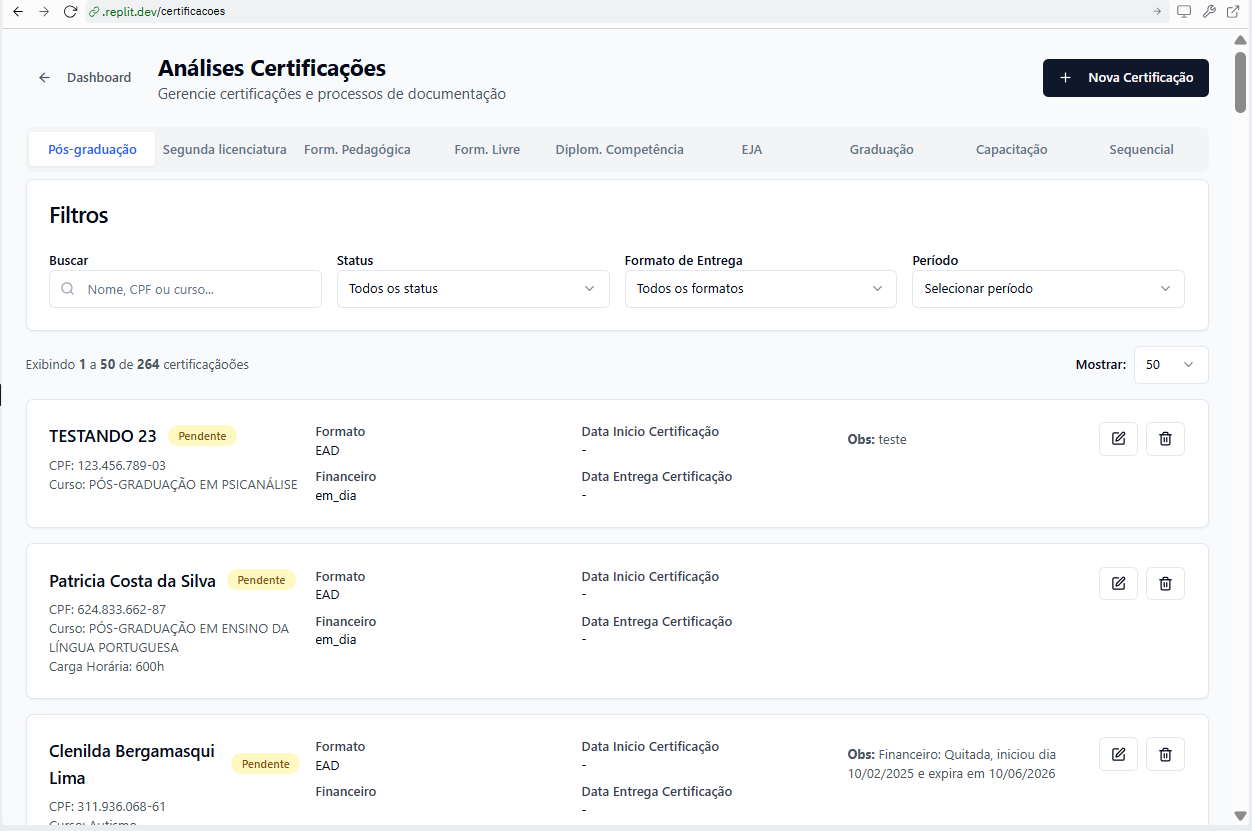 .replit.dev/certificacoes
Dashboard
Análises Certificações
Gerencie certificações e processos de documentação
+ Nova Certificação
Pós-graduação Segunda licenciatura Form. Pedagógica Form. Livre Diplom. Competência EJA Graduação Capacitação Sequencial
Filtros
Buscar Status Formato de Entrega Período
Nome, CPF ou curso... Todos os status Todos os formatos Selecionar período
Exibindo 1 a 50 de 264 certificaçãoões
Mostrar: 50
TESTANDO 23 Pendente
CPF: 123.456.789-03
Curso: PÓS-GRADUAÇÃO EM PSICANÁLISE
Formato
EAD
Financeiro
em_dia
Data Inicio Certificação
-
Data Entrega Certificação
-
Obs: teste
Patricia Costa da Silva Pendente
CPF: 624.833.662-87
Curso: PÓS-GRADUAÇÃO EM ENSINO DA
LÍNGUA PORTUGUESA
Carga Horária: 600h
Formato
EAD
Financeiro
em_dia
Data Inicio Certificação
-
Data Entrega Certificação
-
Clenilda Bergamasqui
Lima
Pendente
CPF: 311.936.068-61
Curso: Autismo
Formato
EAD
Financeiro
Data Inicio Certificação
-
Data Entrega Certificação
-
Obs: Financeiro: Quitada, iniciou dia
10/02/2025 e expira em 10/06/2026